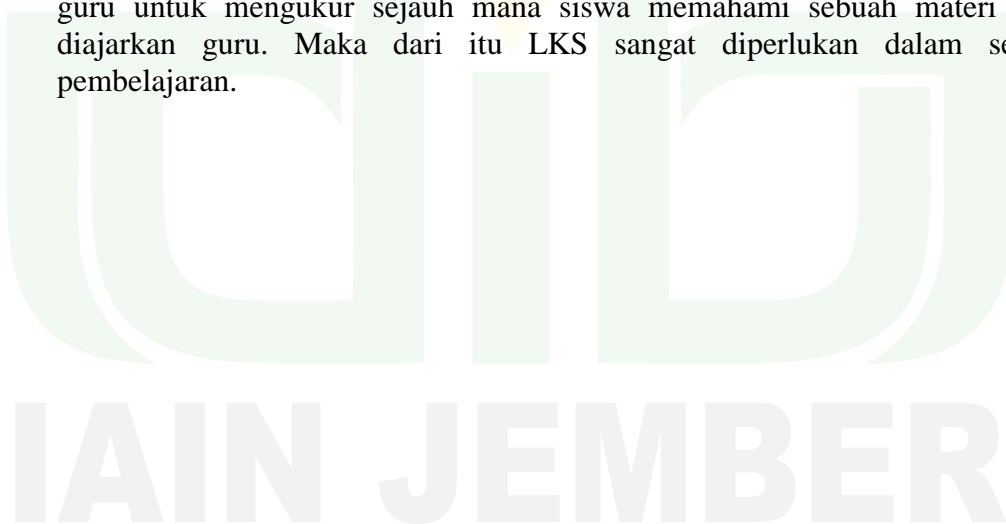 guru untuk mengukur sejauh mana siswa memahami sebuah materi
diajarkan guru. Maka dari itu LKS sangat diperlukan dalam
pembelajaran.
IAIN JEMBER